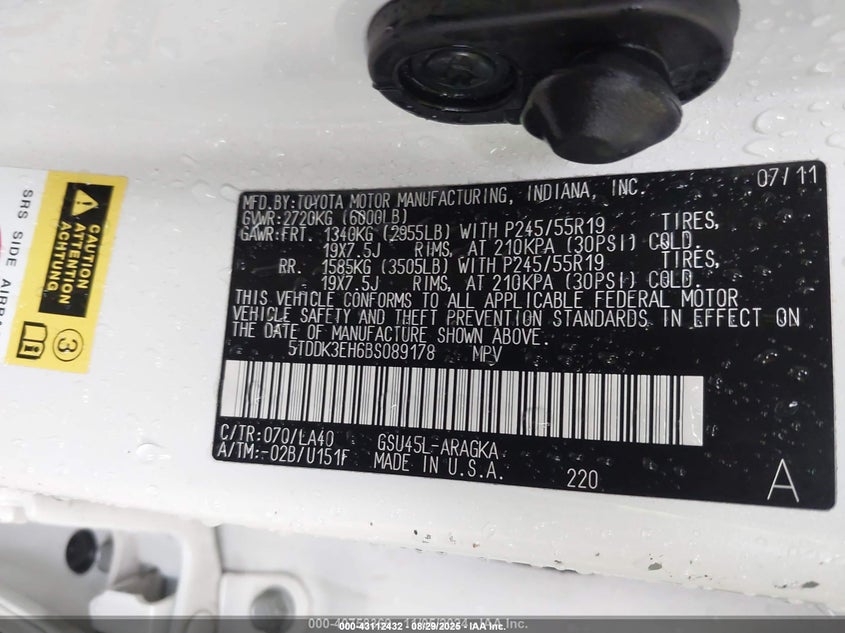 SRS SIDE AIRBA
CAUTION
ATTENTION
ACHTUNG
3
07/11
MFD.BY:TOYOTA MOTOR MANUFACTURING, INDIANA, INC.
GVWR:2720KG (6000LB)
GAWR:FRT. 1340KG (2955LB) WITH P245/55R19 TIRES,
19X7.5J RIMS, AT 210KPA (30PSI) COLD.
RR. 1585KG (3505LB) WITH P245/55R19 TIRES,
19X7.5J RIMS, AT 210KPA (30PSI) COLD.
THIS VEHICLE CONFORMS TO ALL APPLICABLE FEDERAL MOTOR
VEHICLE SAFETY AND THEFT PREVENTION STANDARDS IN EFFECT ON
THE DATE OF MANUFACTURE SHOWN ABOVE.
5TDDK3EH6BS089178 MPV
C/TR:070/LA40 GSU45L-ARAGKA
A/TM:-02B/U151F MADE IN U.S.A.
220 A
000-43112432 - 08/29/2025 - IAA Inc.